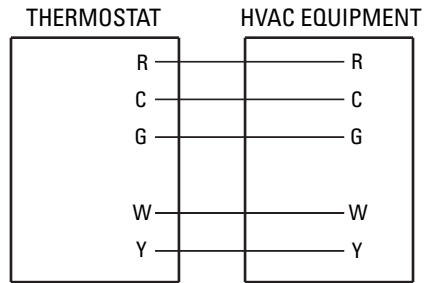 THERMOSTAT HVAC EQUIPMENT
R R
C C
G G
W W
Y Y